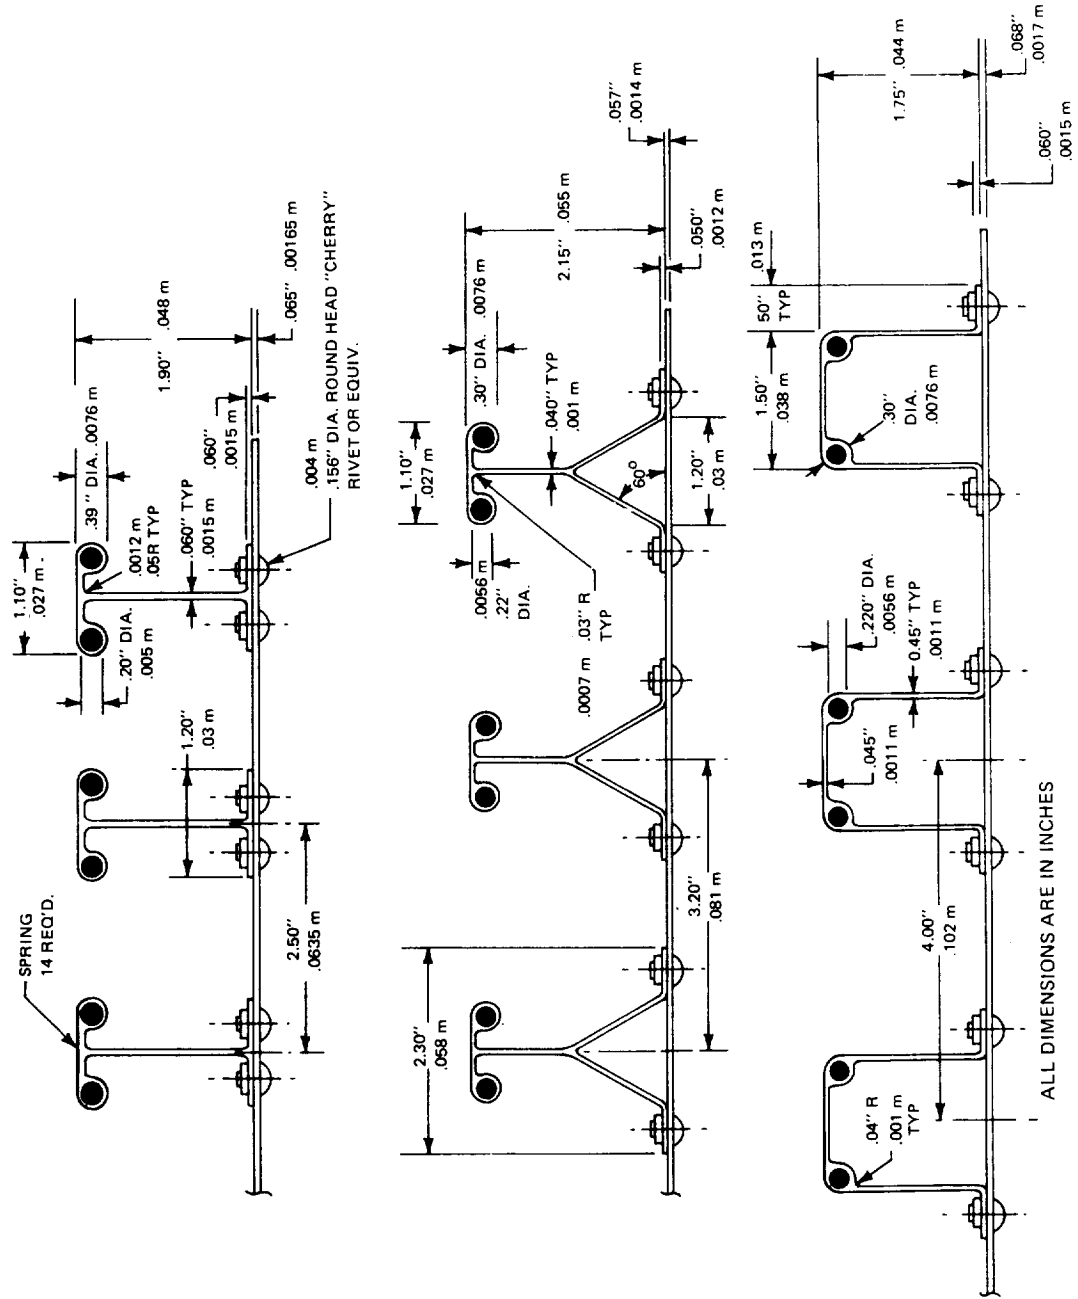 SPRING
14 REQ'D.
1.10"
.027 m .
.39 " DIA. .0076 m
1.90" .048 m
.20" DIA.
.005 m
.0012 m
.05R TYP
.060" TYP
.0015 m
.060"
.0015 m
.065" .00165 m
1.20"
.03 m
2.50"
.0635 m
.004 m
.156" DIA. ROUND HEAD "CHERRY"
RIVET OR EQUIV.
1.10"
.027 m
.30" DIA. .0076 m
2.15" .055 m
.057"
.0014 m
.0056 m
.22"
DIA.
.040" TYP
.001 m
.050"
.0012 m
60°
1.20"
.03 m
.0007 m .03" R
TYP
2.30"
.058 m
3.20"
.081 m
1.50"
.038 m
50" .013 m
TYP
1.75" .044 m
.30"
DIA.
.0076 m
.060"
.0015 m
.068"
.0017 m
.220" DIA.
.0056 m
0.45" TYP
.0011 m
.045"
.0011 m
.04" R
.001 m
TYP
4.00"
.102 m
ALL DIMENSIONS ARE IN INCHES